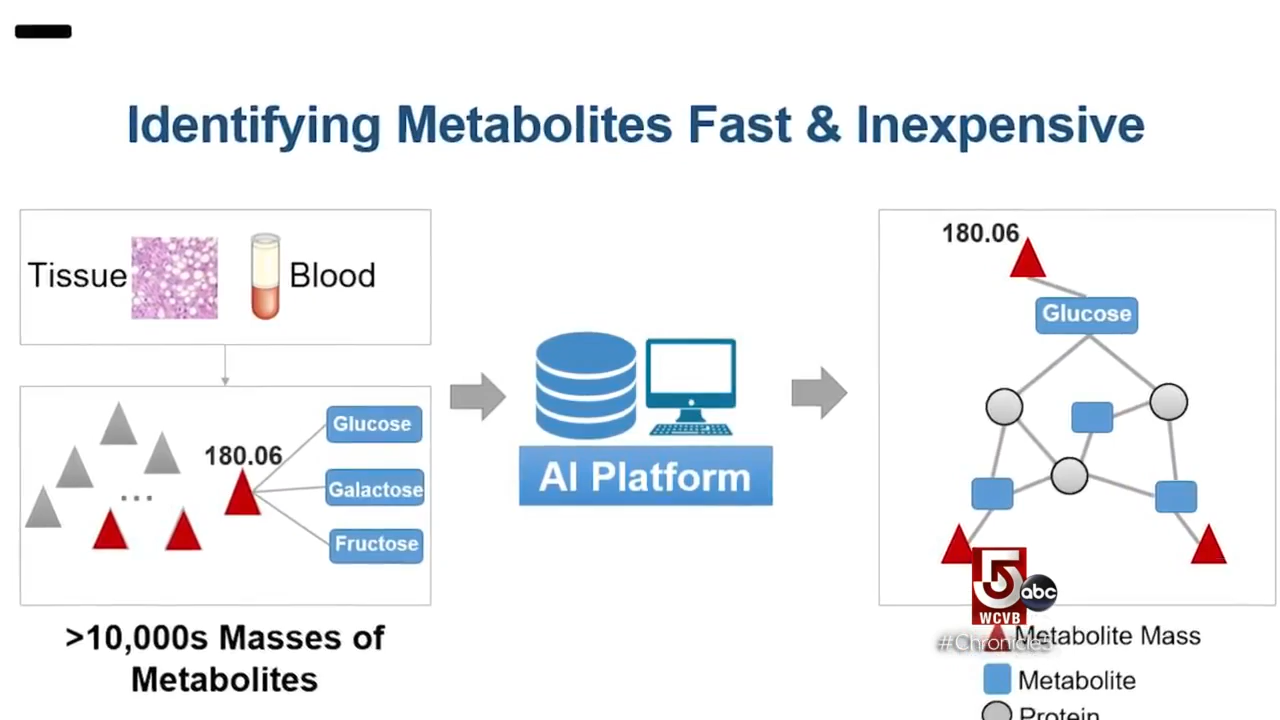 Identifying Metabolites Fast & Inexpensive
Tissue
Blood
180.06
Glucose
Galactose
Fructose
...
>10,000s Masses of
Metabolites
AI Platform
180.06
Glucose
5
abc
WCVB
#Chronicle5
Metabolite Mass
Metabolite
Protein